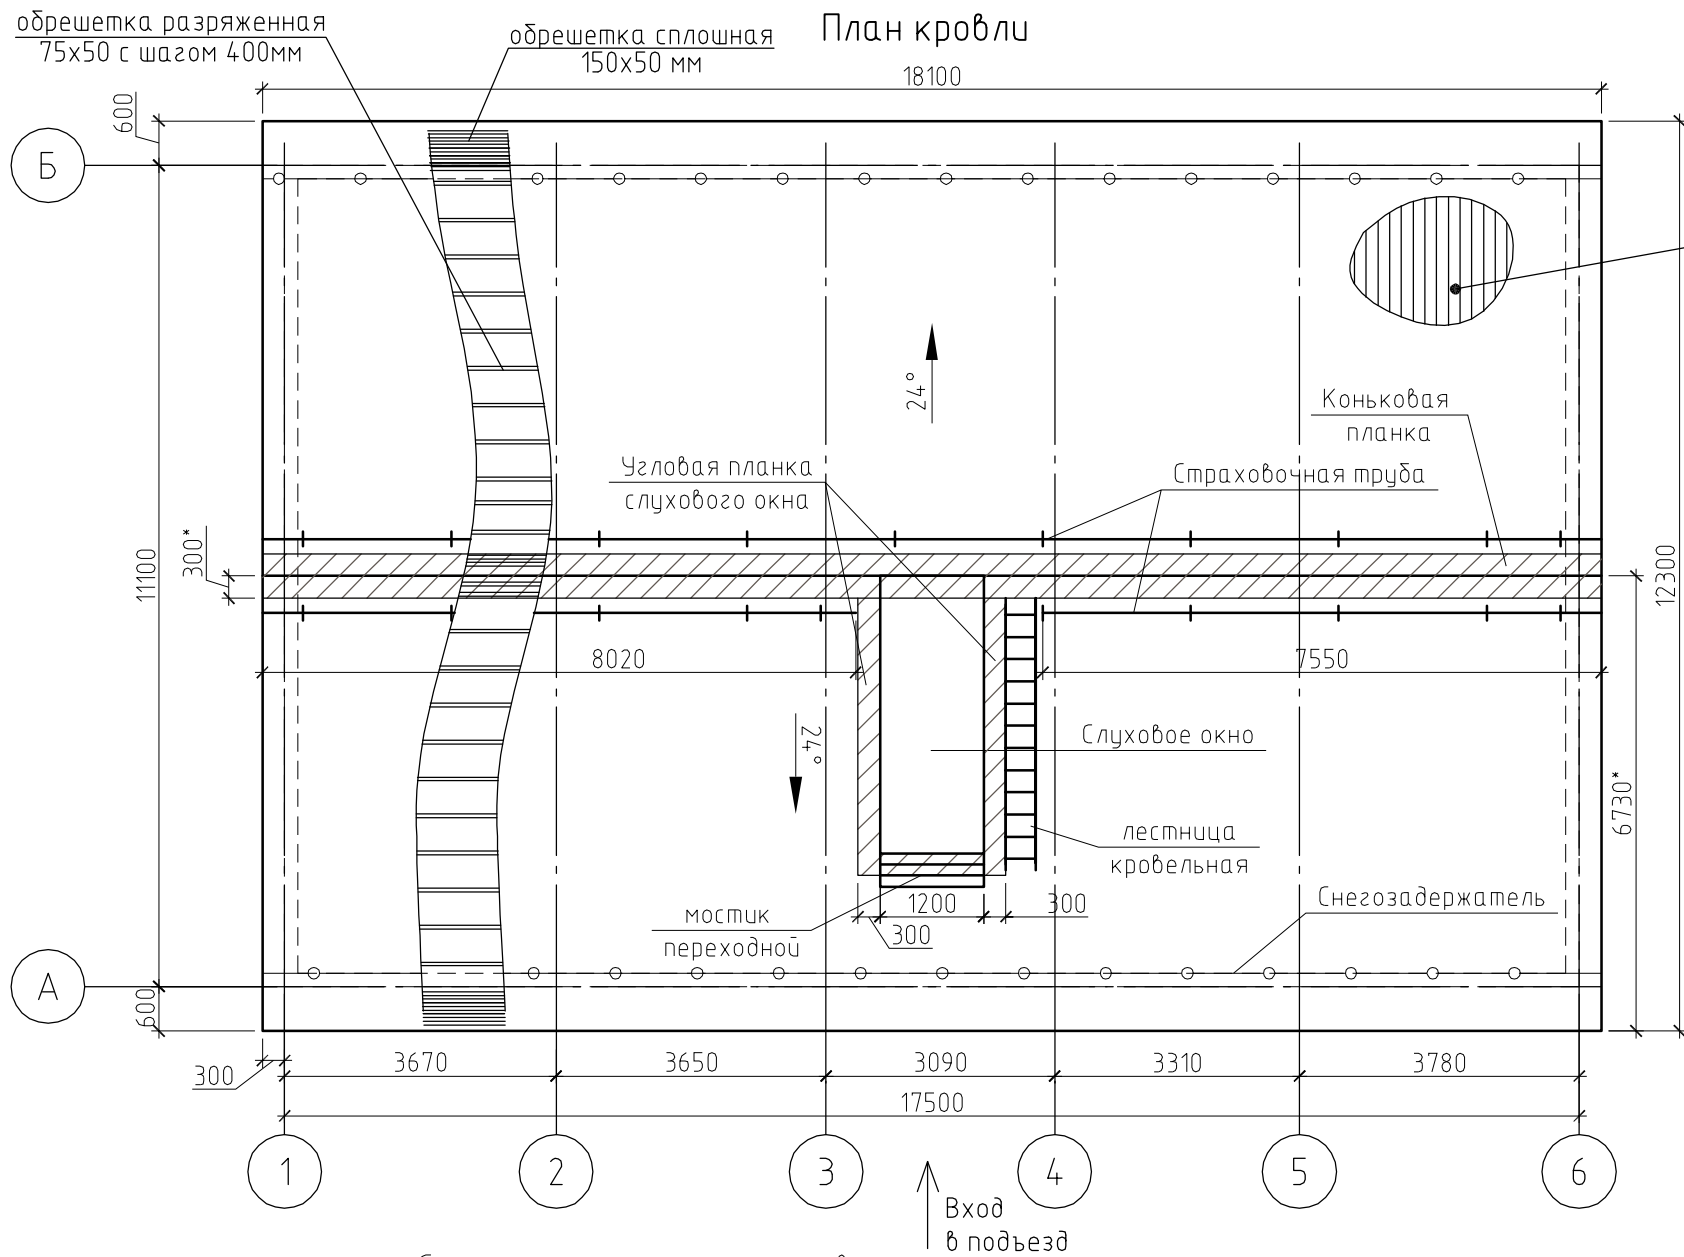 План кровли
обрешетка разряженная
75х50 с шагом 400мм
обрешетка сплошная
150х50 мм
18100
600
Б
24°
Коньковая
планка
Угловая планка
слухового окна
Страховочная труба
300*
11100
12300
8020
7550
24°
Слуховое окно
6730*
лестница
кровельная
1200
300
300
мостик
переходной
Снегозадержатель
А
600
300
3670
3650
3090
3310
3780
17500
1
2
3
4
5
6
Вход
в подъезд